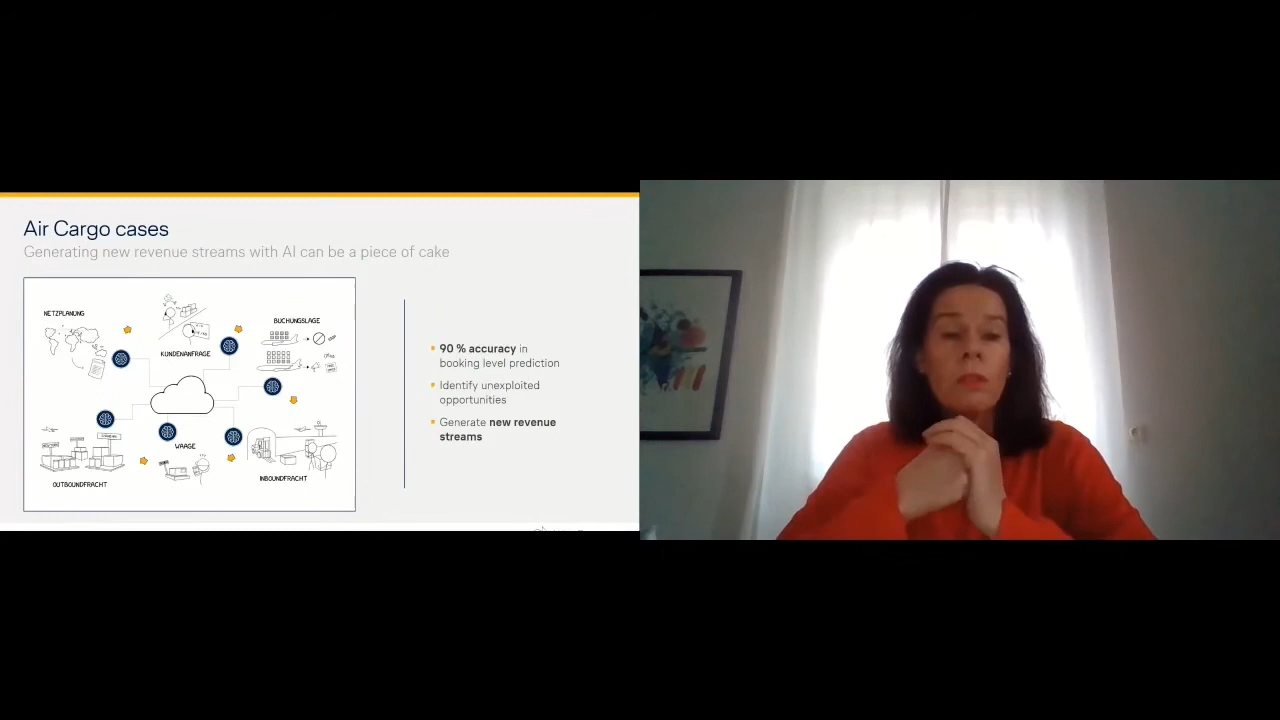 Air Cargo cases
Generating new revenue streams with AI can be a piece of cake
NETZPLANUNG
KUNDENANFRAGE
BUCHUNGSLAGE
WAAGE
OUTBOUNDFRACHT
INBOUNDFRACHT
90 % accuracy in
booking level prediction
Identify unexploited
opportunities
Generate new revenue
streams